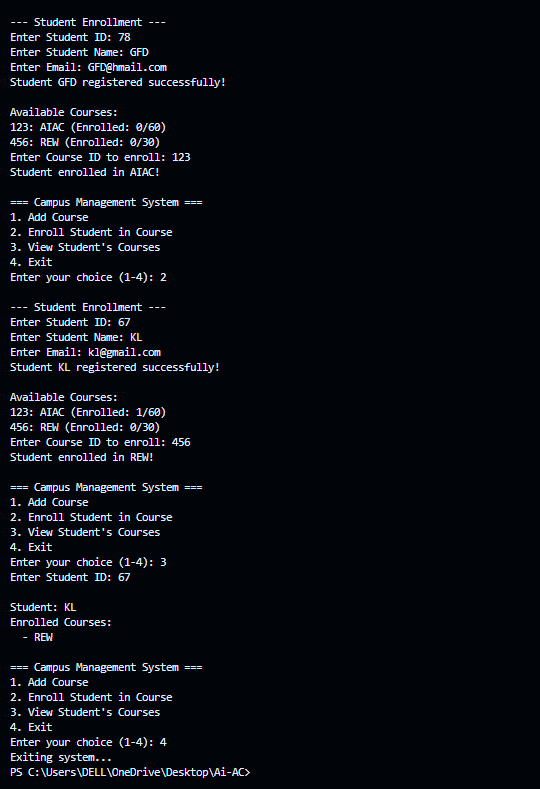 --- Student Enrollment ---
Enter Student ID: 78
Enter Student Name: GFD
Enter Email: GFD@hmail.com
Student GFD registered successfully!

Available Courses:
123: AIAC (Enrolled: 0/60)
456: REW (Enrolled: 0/30)
Enter Course ID to enroll: 123
Student enrolled in AIAC!

=== Campus Management System ===
1. Add Course
2. Enroll Student in Course
3. View Student's Courses
4. Exit
Enter your choice (1-4): 2

--- Student Enrollment ---
Enter Student ID: 67
Enter Student Name: KL
Enter Email: kl@gmail.com
Student KL registered successfully!

Available Courses:
123: AIAC (Enrolled: 1/60)
456: REW (Enrolled: 0/30)
Enter Course ID to enroll: 456
Student enrolled in REW!

=== Campus Management System ===
1. Add Course
2. Enroll Student in Course
3. View Student's Courses
4. Exit
Enter your choice (1-4): 3
Enter Student ID: 67

Student: KL
Enrolled Courses:
  - REW

=== Campus Management System ===
1. Add Course
2. Enroll Student in Course
3. View Student's Courses
4. Exit
Enter your choice (1-4): 4
Exiting system...
PS C:\Users\DELL\OneDrive\Desktop\Ai-AC>